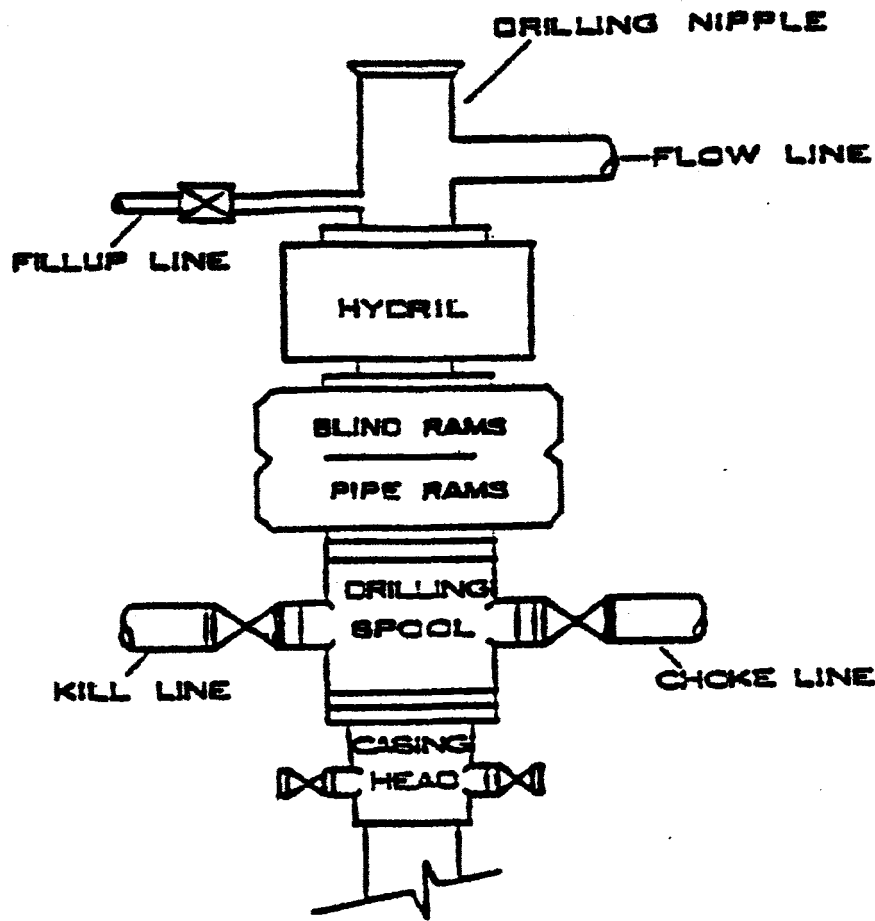 DRILLING NIPPLE
FLOW LINE
FILLUP LINE
HYDRIL
BLIND RAMS
PIPE RAMS
DRILLING
SPOOL
KILL LINE
CHOKE LINE
CASING
HEAD